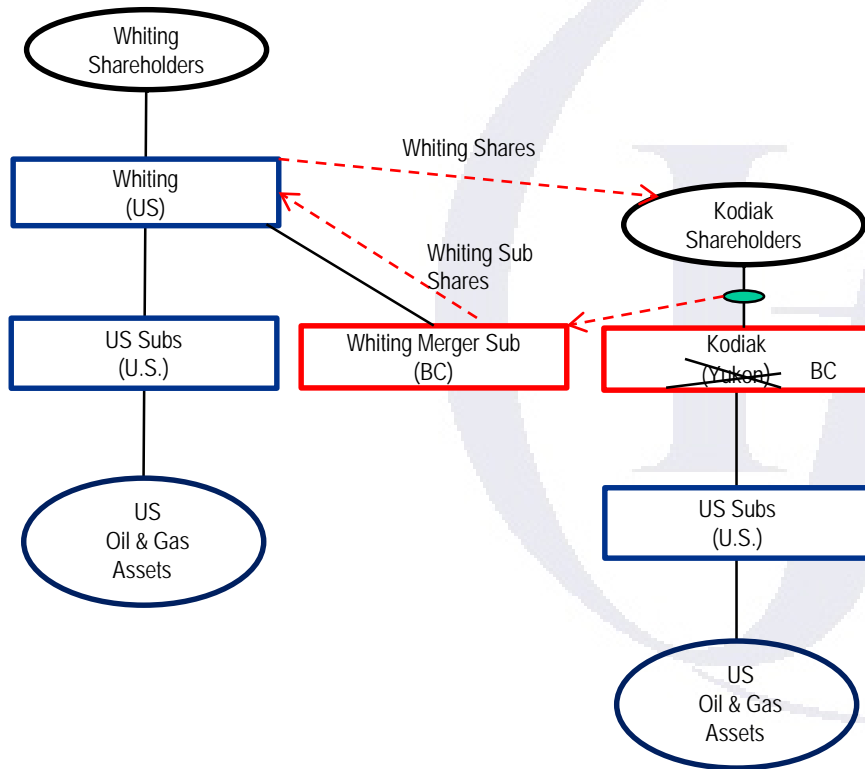 Whiting
Shareholders
Whiting Shares
Whiting
(US)
Kodiak
Shareholders
Whiting Sub
Shares
US Subs
(U.S.)
Whiting Merger Sub
(BC)
Kodiak
(Yukon) BC
US
Oil & Gas
Assets
US Subs
(U.S.)
US
Oil & Gas
Assets